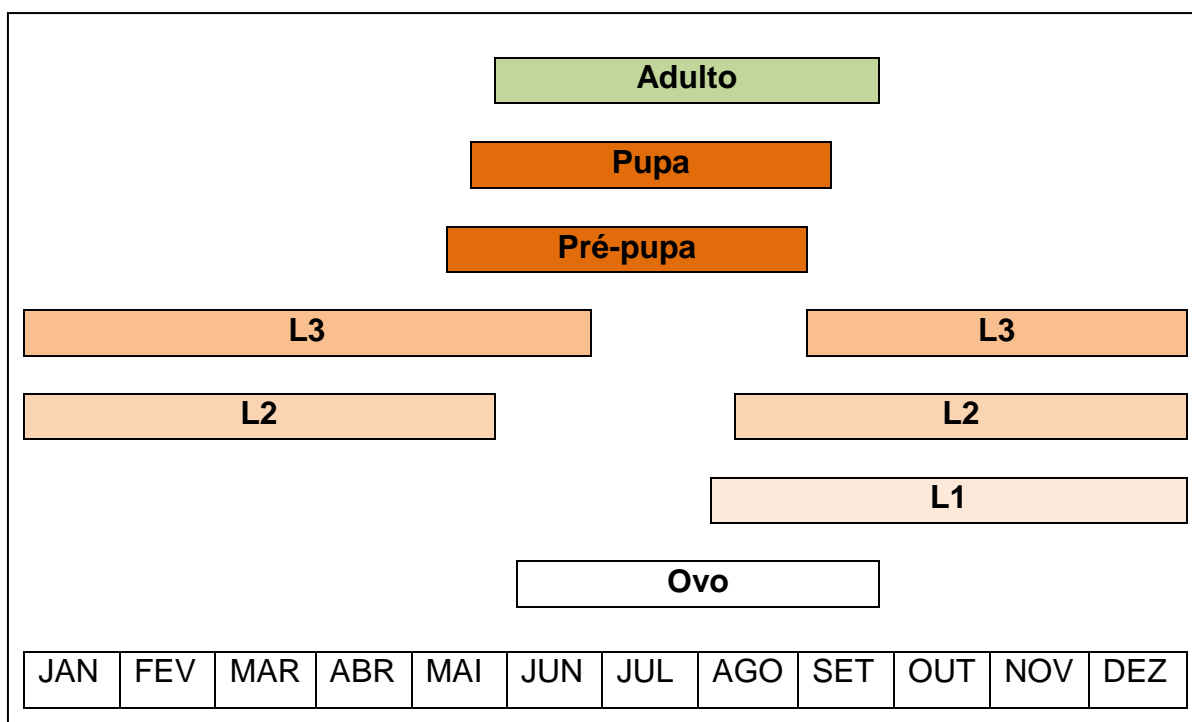 Adulto
Pupa
Pré-pupa
L3 L3
L2 L2
L1
Ovo
JAN FEV MAR ABR MAI JUN JUL AGO SET OUT NOV DEZ